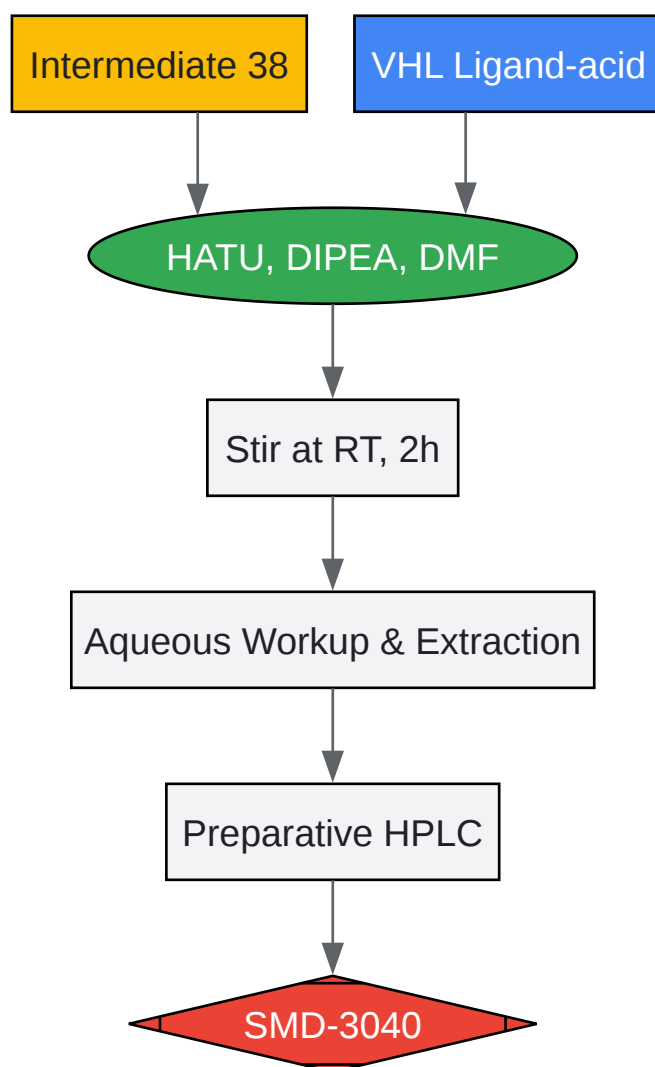 Intermediate 38
VHL Ligand-acid
HATU, DIPEA, DMF
Stir at RT, 2h
Aqueous Workup & Extraction
Preparative HPLC
SMD-3040